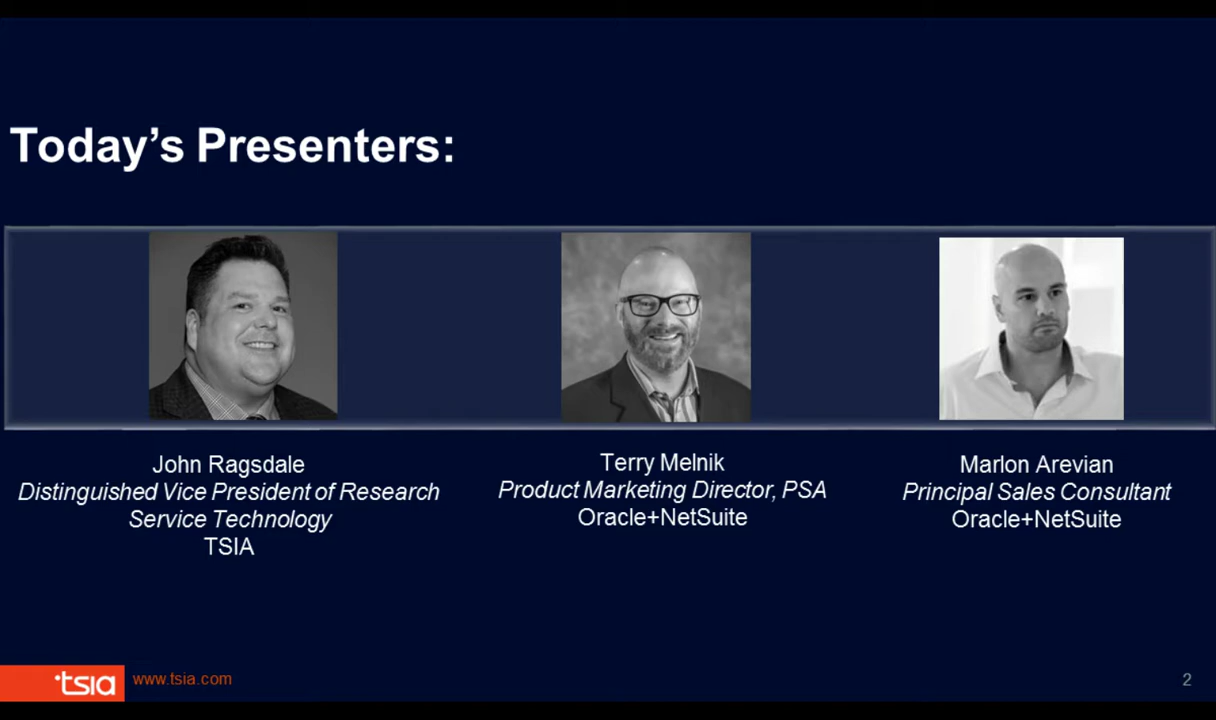 Today's Presenters:
John Ragsdale
Distinguished Vice President of Research
Service Technology
TSIA
Terry Melnik
Product Marketing Director, PSA
Oracle+NetSuite
Marlon Arevian
Principal Sales Consultant
Oracle+NetSuite
tsia
www.tsia.com
2